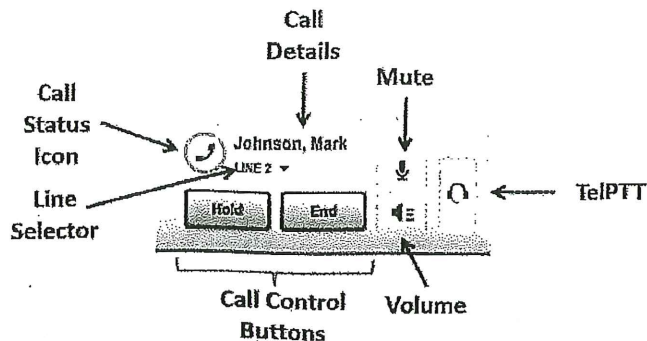 Call
Details
Mute
Call
Status
Icon
Johnson, Mark
LINE 2
Line
Selector
Hold
End
TelPTT
Call Control
Buttons
Volume